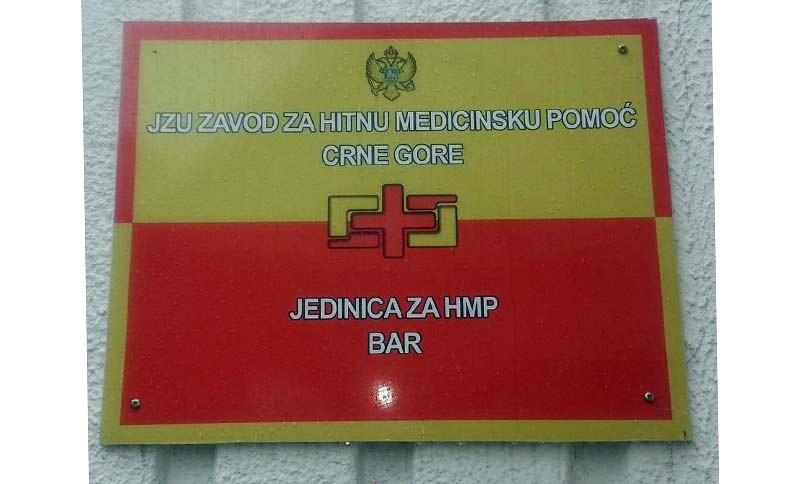 JZU ZAVOD ZA HITNU MEDICINSKU POMOĆ
CRNE GORE
JEDINICA ZA HMP
BAR